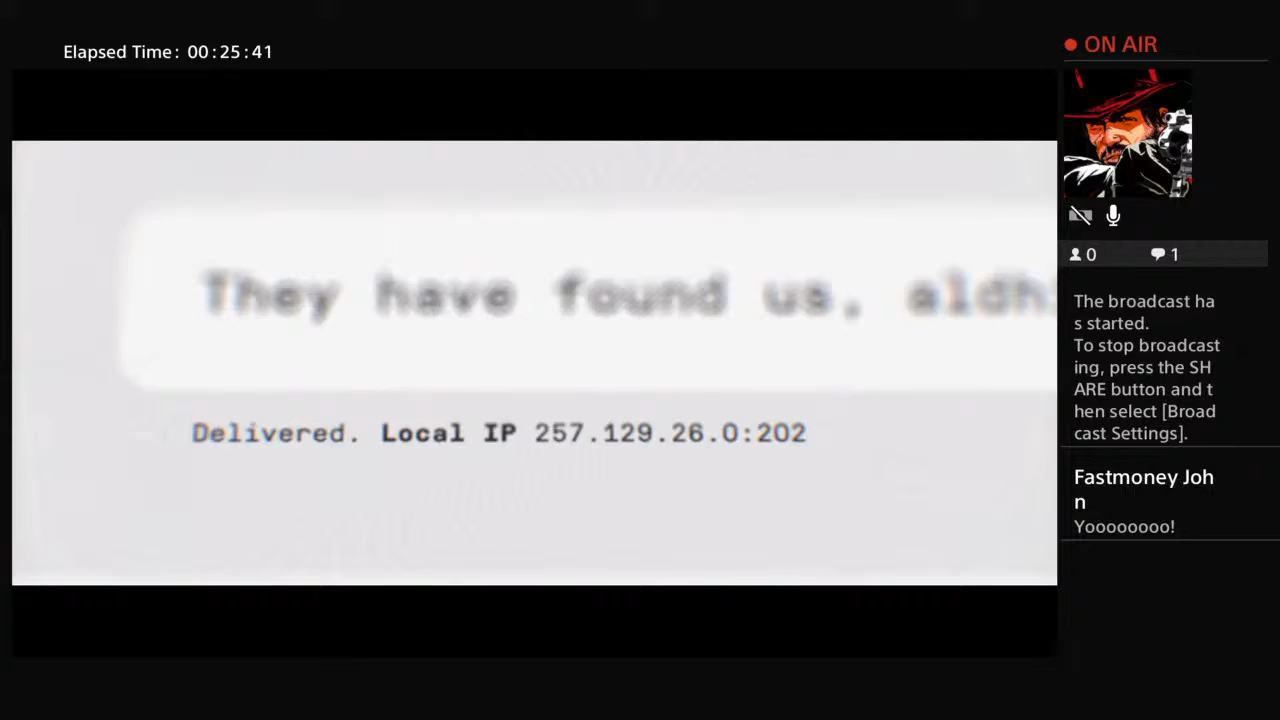 Elapsed Time: 00:25:41
ON AIR
They have found us,
Delivered. Local IP 257.129.26.0:202
0
1
The broadcast ha
s started.
To stop broadcast
ing, press the SH
ARE button and t
hen select [Broad
cast Settings].
Fastmoney Joh
n
Yoooooooo!